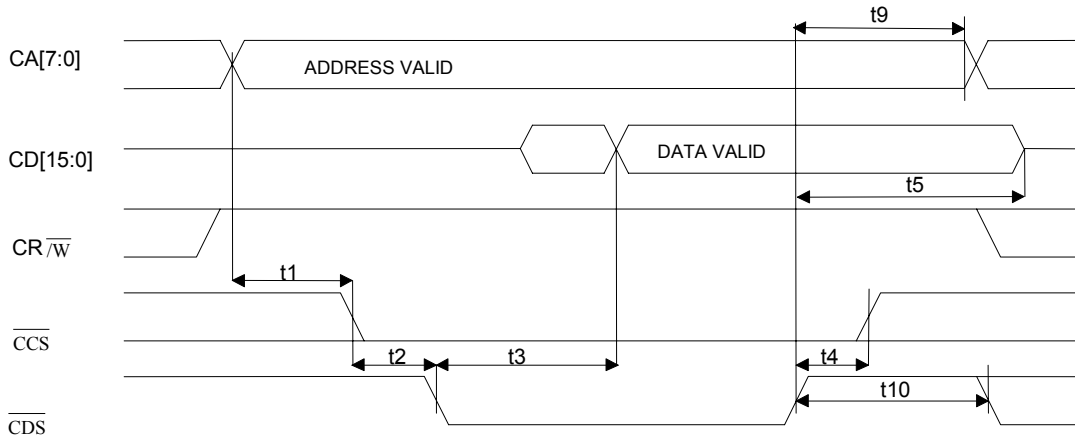 t9
CA[7:0]
ADDRESS VALID
CD[15:0]
DATA VALID
t5
CR/W
t1
CCS
t2
t3
t4
t10
CDS